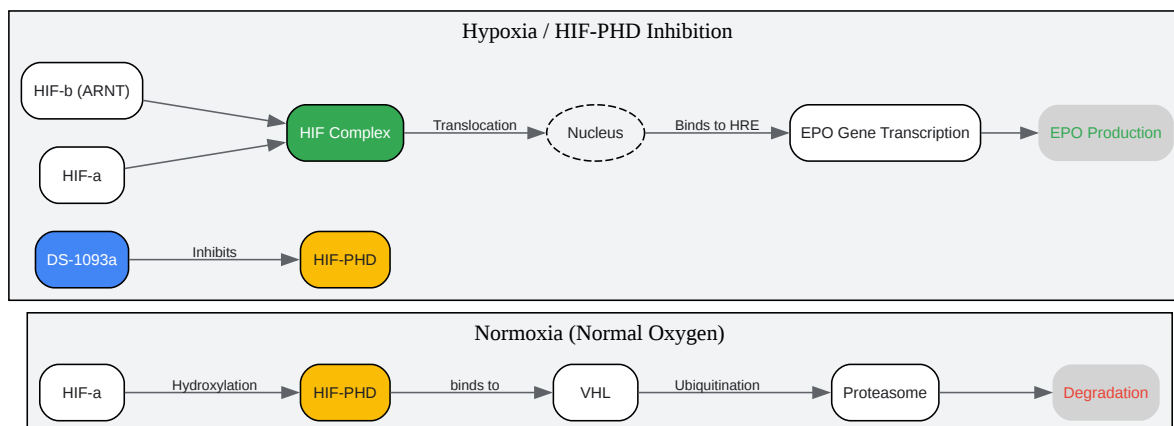 Hypoxia / HIF-PHD Inhibition
HIF-b (ARNT)
HIF-a
HIF Complex
Translocation
Nucleus
Binds to HRE
EPO Gene Transcription
EPO Production
DS-1093a
Inhibits
HIF-PHD
Normoxia (Normal Oxygen)
HIF-a
Hydroxylation
HIF-PHD
binds to
VHL
Ubiquitination
Proteasome
Degradation